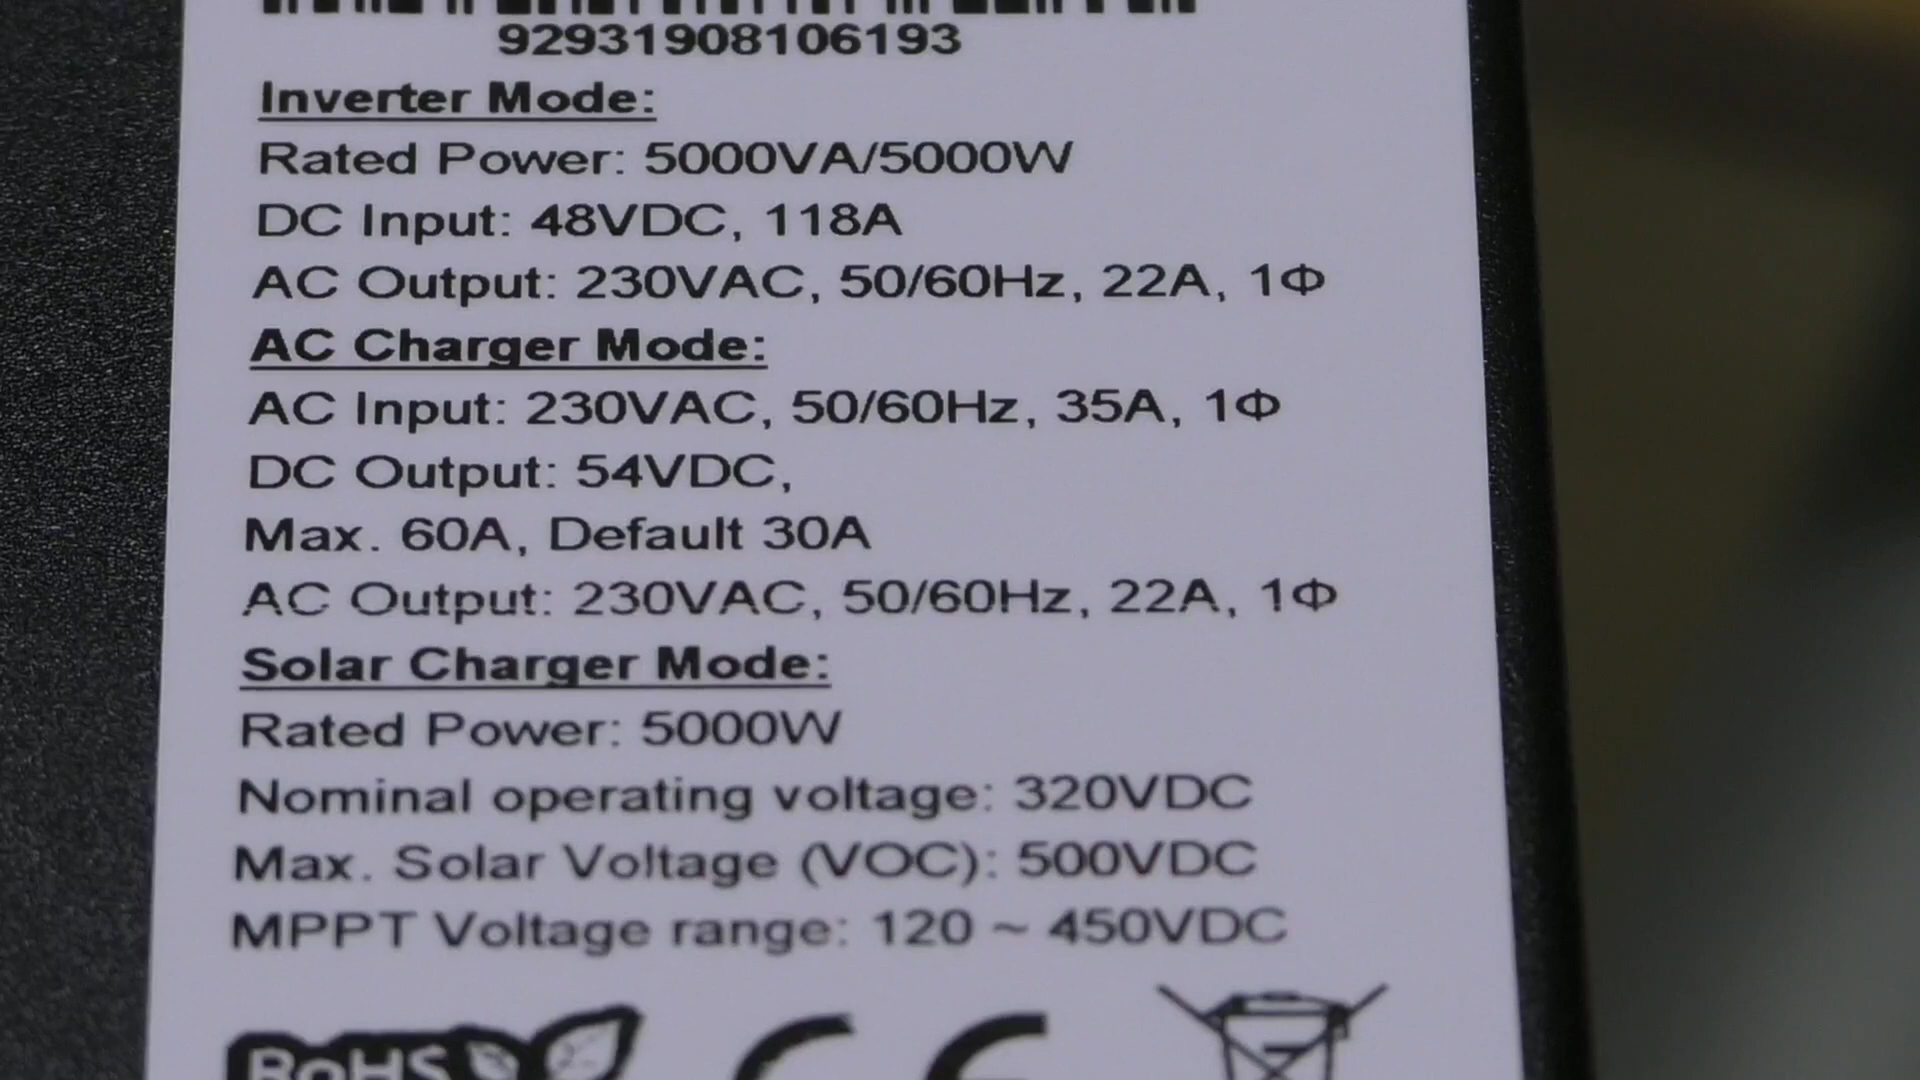 92931908106193
Inverter Mode:
Rated Power: 5000VA/5000W
DC Input: 48VDC, 118A
AC Output: 230VAC, 50/60Hz, 22A, 1Φ
AC Charger Mode:
AC Input: 230VAC, 50/60Hz, 35A, 1Φ
DC Output: 54VDC,
Max. 60A, Default 30A
AC Output: 230VAC, 50/60Hz, 22A, 1Φ
Solar Charger Mode:
Rated Power: 5000W
Nominal operating voltage: 320VDC
Max. Solar Voltage (VOC): 500VDC
MPPT Voltage range: 120 ~ 450VDC
RoHS CE